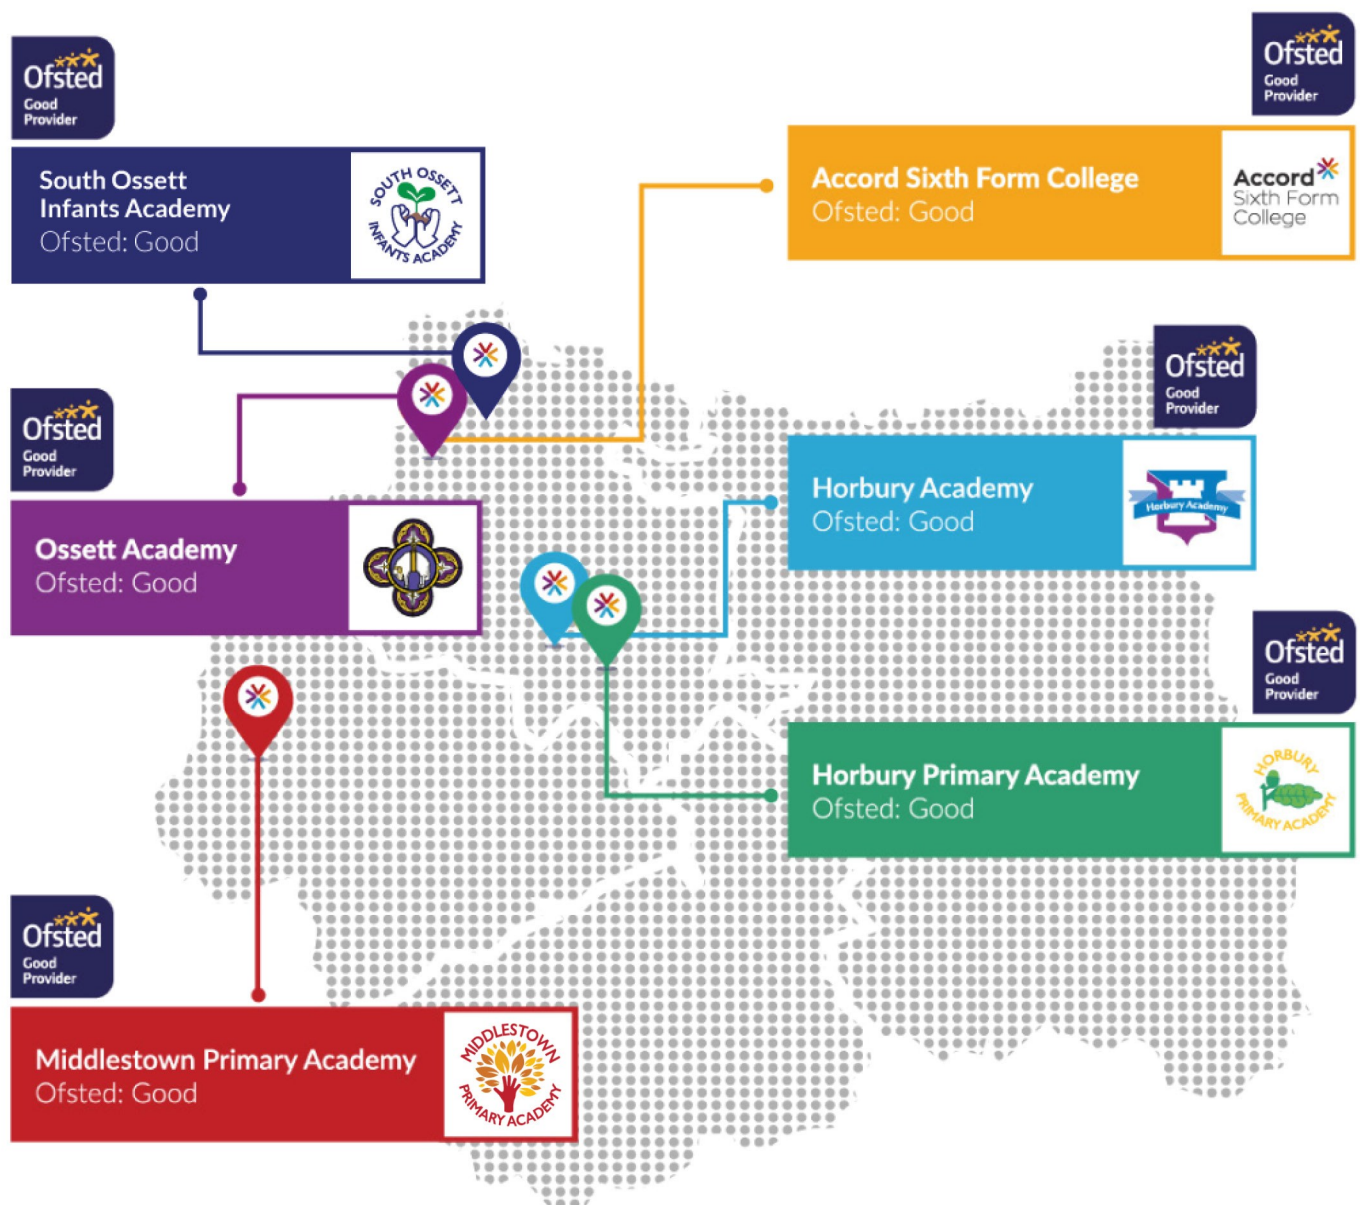 Ofsted
Good
Provider
South Ossett
Infants Academy
Ofsted: Good
SOUTH OSSETT
INFANTS ACADEMY
Ofsted
Good
Provider
Accord Sixth Form College
Ofsted: Good
Accord
Sixth Form
College
Ofsted
Good
Provider
Ossett Academy
Ofsted: Good
Ofsted
Good
Provider
Horbury Academy
Ofsted: Good
Horbury Academy
Ofsted
Good
Provider
Horbury Primary Academy
Ofsted: Good
HORBURY
PRIMARY ACADEMY
Ofsted
Good
Provider
Middlestown Primary Academy
Ofsted: Good
MIDDLESTOWN
PRIMARY ACADEMY